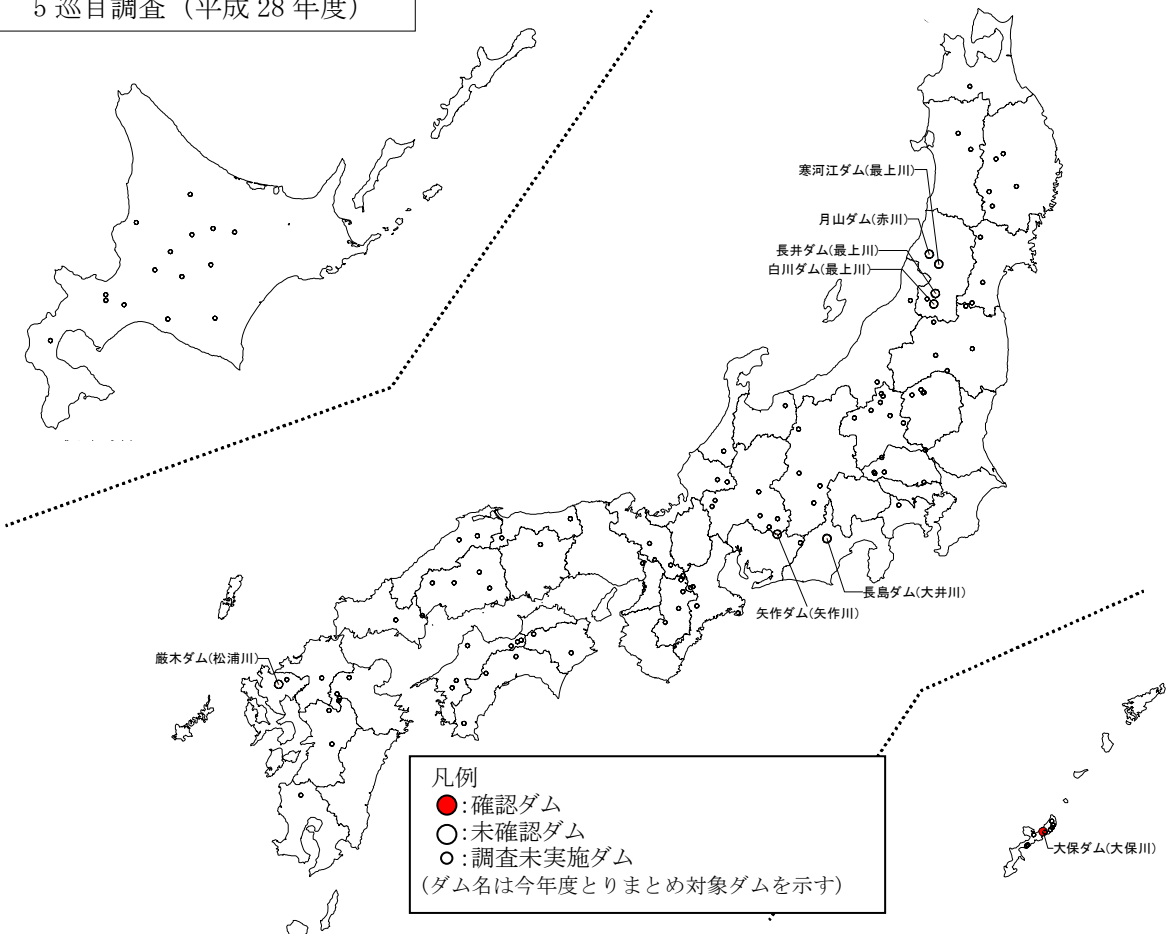 5 巡目調査（平成 28 年度）
寒河江ダム(最上川)
月山ダム(赤川)
長井ダム(最上川)
白川ダム(最上川)
長島ダム(大井川)
矢作ダム(矢作川)
厳木ダム(松浦川)
大保ダム(大保川)
凡例
:確認ダム
:未確認ダム
:調査未実施ダム
(ダム名は今年度とりまとめ対象ダムを示す)